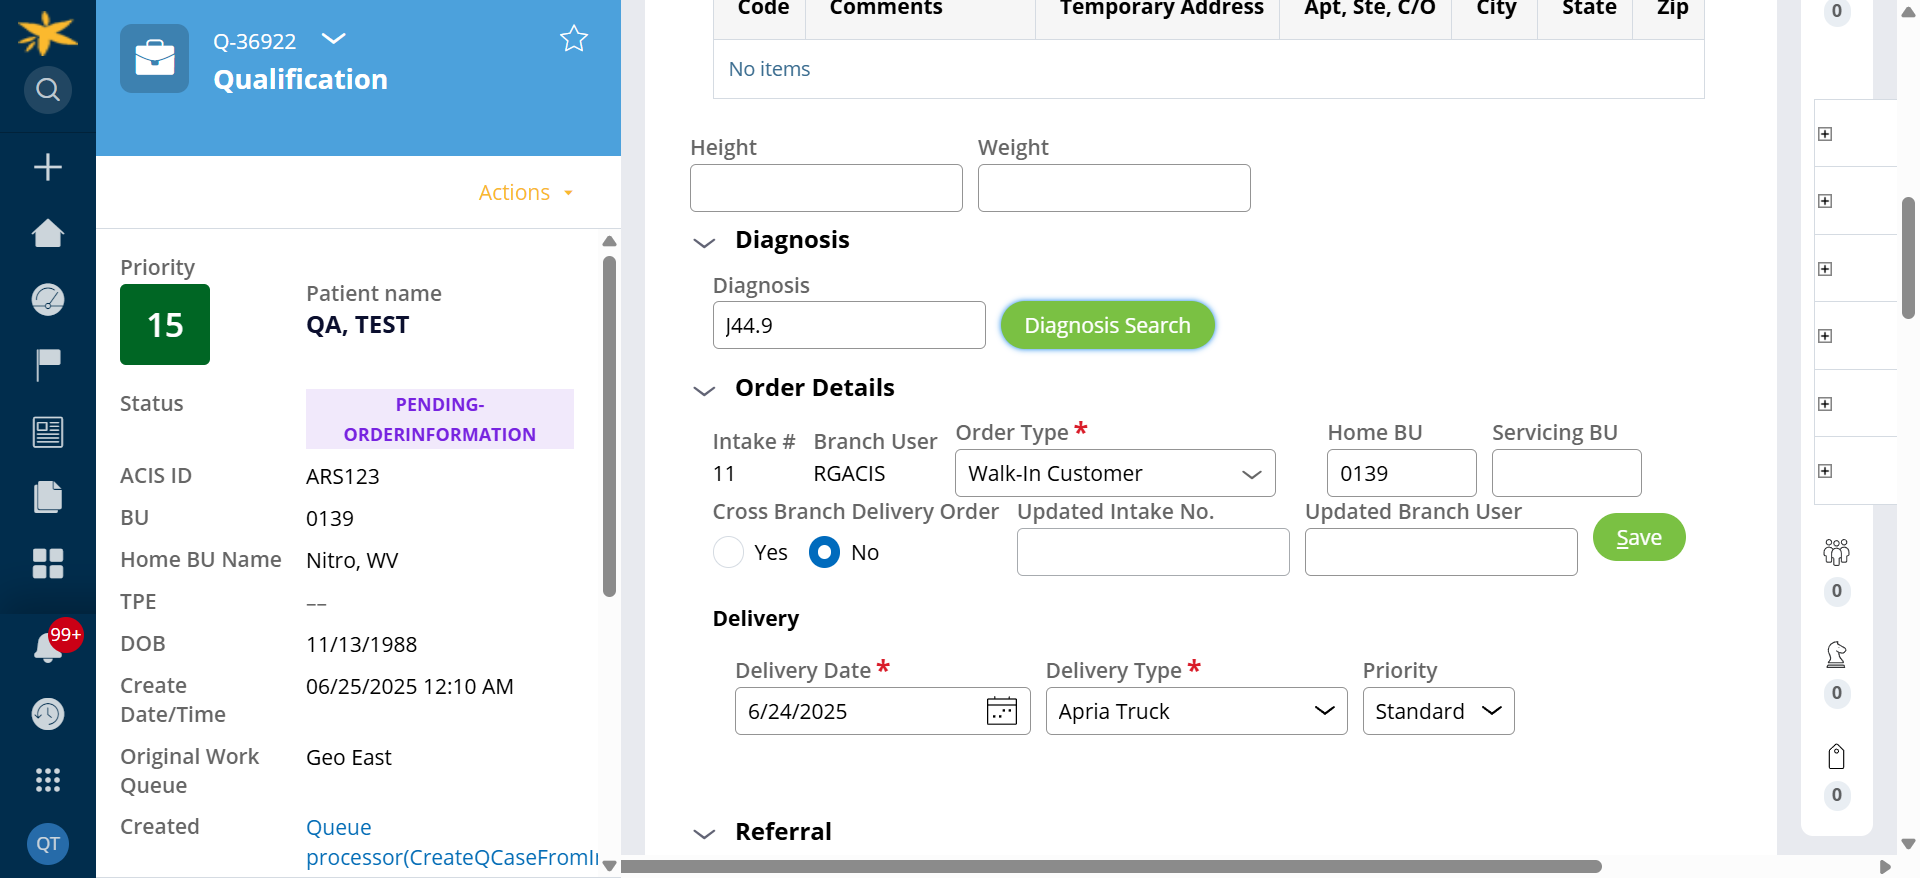 Q-36922
Qualification
Actions
Priority
15
Patient name
QA, TEST
Status
PENDING-
ORDERINFORMATION
ACIS ID
ARS123
BU
0139
Home BU Name
Nitro, WV
TPE
––
DOB
11/13/1988
Create
Date/Time
06/25/2025 12:10 AM
Original Work
Queue
Geo East
Created
Queue
processor(CreateQCaseFromIn
99+
QT
Code Comments Temporary Address Apt, Ste, C/O City State Zip
No items
Height Weight
Diagnosis
Diagnosis
J44.9
Diagnosis Search
Order Details
Intake # Branch User Order Type * Home BU Servicing BU
11 RGACIS Walk-In Customer 0139
Cross Branch Delivery Order Updated Intake No. Updated Branch User
Yes No
Save
Delivery
Delivery Date * Delivery Type * Priority
6/24/2025 Apria Truck Standard
Referral
0
0
0
0